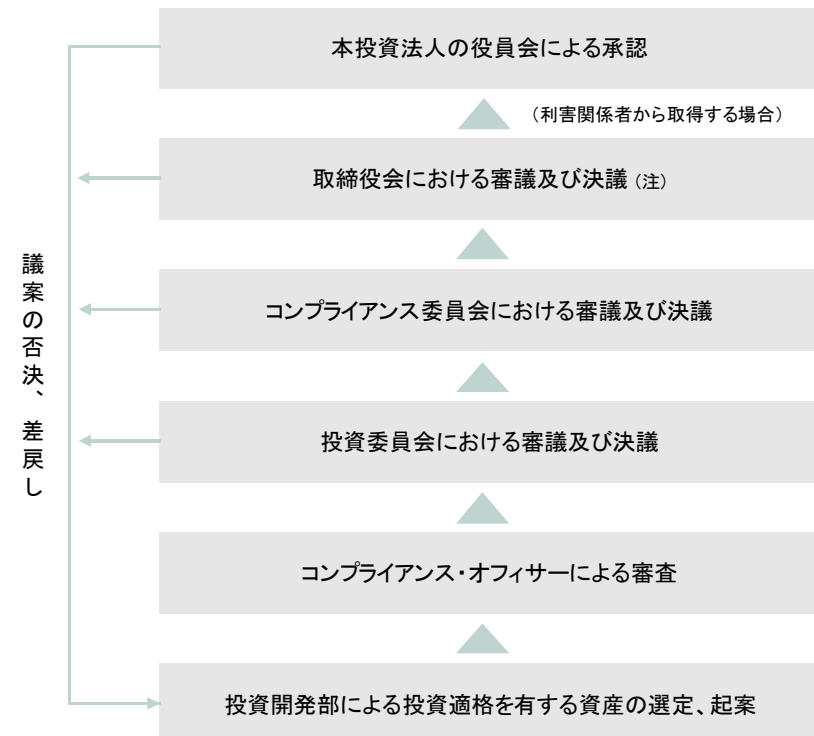 本投資法人の役員会による承認
（利害関係者から取得する場合）
取締役会における審議及び決議（注）
コンプライアンス委員会における審議及び決議
投資委員会における審議及び決議
コンプライアンス・オフィサーによる審査
投資開発部による投資適格を有する資産の選定、起案
議案の否決、差戻し